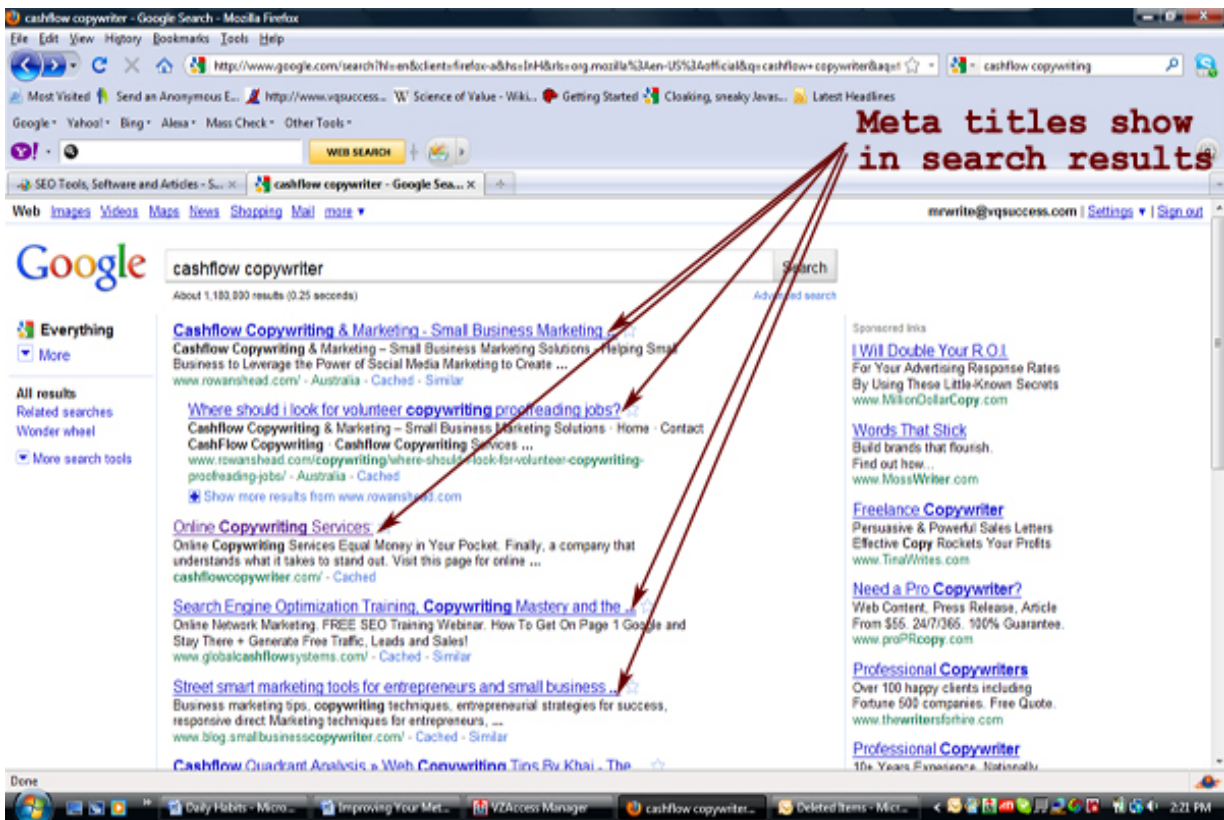 cashflow copywriter - Google Search - Mozilla Firefox
File Edit View History Bookmarks Tools Help
cashflow copywriting
Most Visited Send an Anonymous E... http://www.vqsuccess... Science of Value - Wiki... Getting Started Cloaking, sneaky Javas... Latest Headlines
Google Yahoo! Bing Alexa Mass Check Other Tools
Meta titles show
in search results
WEB SEARCH
SEO Tools, Software and Articles - S... cashflow copywriter - Google Sea...
Web Images Videos Maps News Shopping Mail more
mrwrite@vqsuccess.com | Settings | Sign out
Google
cashflow copywriter
Search
About 1,180,000 results (0.25 seconds)
Advanced search
Everything
More
All results
Related searches
Wonder wheel
More search tools
Cashflow Copywriting & Marketing - Small Business Marketing ...
Cashflow Copywriting & Marketing – Small Business Marketing Solutions - Helping Small
Business to Leverage the Power of Social Media Marketing to Create ...
www.rowanshead.com/ - Australia - Cached - Similar
Where should i look for volunteer copywriting proofreading jobs?
Cashflow Copywriting & Marketing – Small Business Marketing Solutions · Home · Contact
CashFlow Copywriting · Cashflow Copywriting Services ...
www.rowanshead.com/copywriting/where-should-i-look-for-volunteer-copywriting-
proofreading-jobs/ - Australia - Cached
Show more results from www.rowanshead.com
Online Copywriting Services:
Online Copywriting Services Equal Money in Your Pocket. Finally, a company that
understands what it takes to stand out. Visit this page for online ...
cashflowcopywriter.com/ - Cached
Search Engine Optimization Training, Copywriting Mastery and the ...
Online Network Marketing. FREE SEO Training Webinar. How To Get On Page 1 Google and
Stay There + Generate Free Traffic, Leads and Sales!
www.globalcashflowsystems.com/ - Cached - Similar
Street smart marketing tools for entrepreneurs and small business ...
Business marketing tips, copywriting techniques, entrepreneurial strategies for success,
responsive direct Marketing techniques for entrepreneurs, ....
www.blog.smallbusinesscopywriter.com/ - Cached - Similar
Cashflow Quadrant Analysis » Web Copywriting Tips By Khai - The ...
Sponsored links
I Will Double Your R.O.I.
For Your Advertising Response Rates
By Using These Little-Known Secrets
www.MillionDollarCopy.com
Words That Stick
Build brands that flourish.
Find out how...
www.MossWriter.com
Freelance Copywriter
Persuasive & Powerful Sales Letters
Effective Copy Rockets Your Profits
www.TinaWrites.com
Need a Pro Copywriter?
Web Content, Press Release, Article
From $55. 24/7/365. 100% Guarantee.
www.proPRcopy.com
Professional Copywriters
Over 100 happy clients including
Fortune 500 companies. Free Quote.
www.thewritersforhire.com
Professional Copywriter
10+ Years Experience. Nationally
Done
Daily Habits - Micro... Improving Your Met... VZAccess Manager cashflow copywriter... Deleted Items - Micr... 2:21 PM